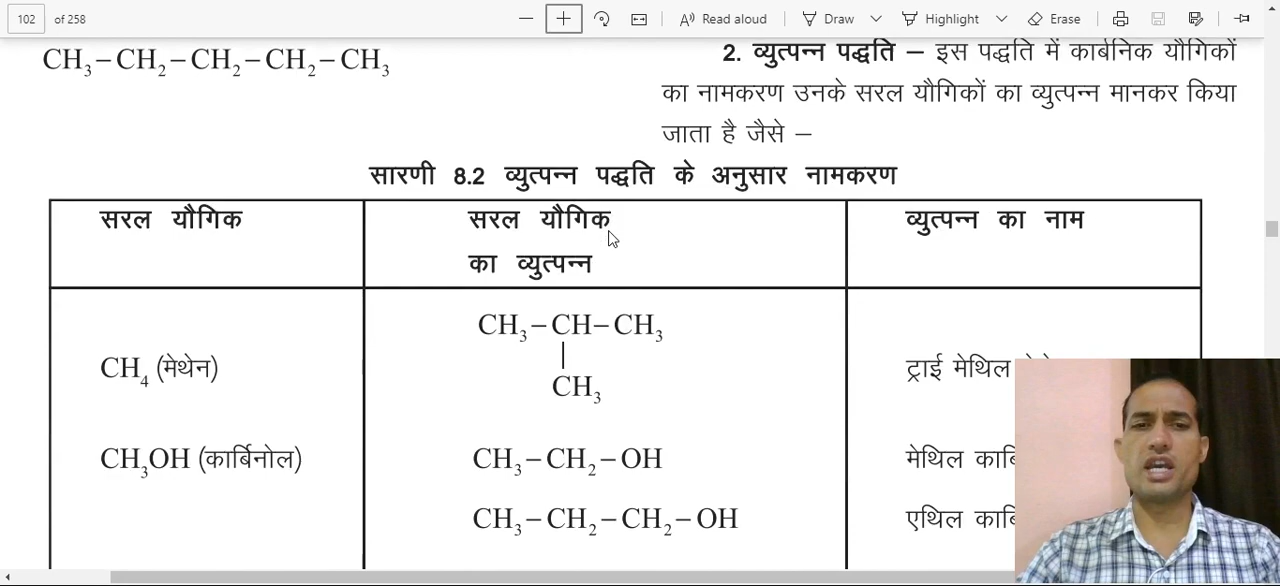 102 of 258 Read aloud Draw Highlight Erase
CH₃–CH₂–CH₂–CH₂–CH₃
2. व्युत्पन्न पद्धति – इस पद्धति में कार्बनिक यौगिकों
का नामकरण उनके सरल यौगिकों का व्युत्पन्न मानकर किया
जाता है जैसे –
सारणी 8.2 व्युत्पन्न पद्धति के अनुसार नामकरण
सरल यौगिक
सरल यौगिक
का व्युत्पन्न
व्युत्पन्न का नाम
CH₄ (मेथेन)
CH₃–CH–CH₃
|
CH₃
ट्राई मेथिल
CH₃OH (कार्बिनोल)
CH₃–CH₂–OH
मेथिल
CH₃–CH₂–CH₂–OH
एथिल